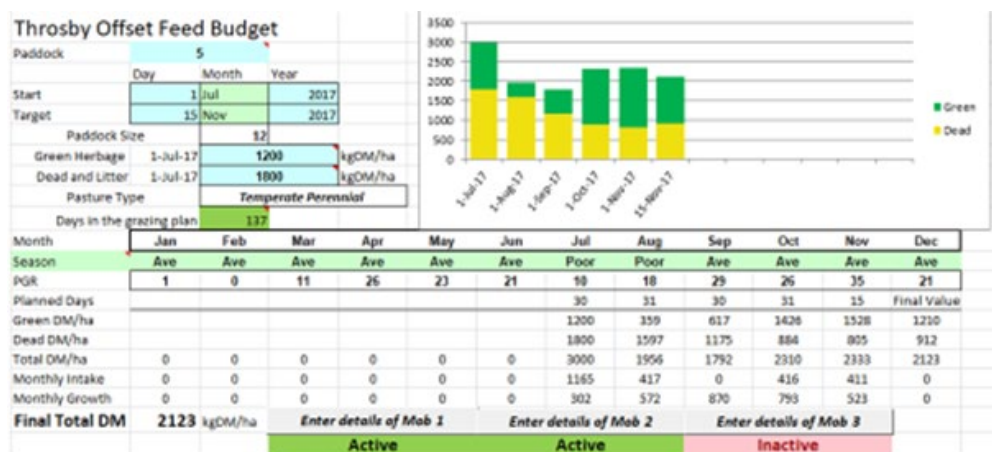 Throsby Offset Feed Budget
Paddock 5
Day Month Year
Start 1 Jul 2017
Target 15 Nov 2017
Paddock Size 12
Green Herbage 1-Jul-17 1200 kgDM/ha
Dead and Litter 1-Jul-17 1800 kgDM/ha
Pasture Type Temperate Perennial
Days in the grazing plan 137
3500
3000
2500
2000
1500
1000
500
0
1-Jul-17 1-Aug-17 1-Sep-17 1-Oct-17 1-Nov-17 15-Nov-17
Green
Dead
Month Jan Feb Mar Apr May Jun Jul Aug Sep Oct Nov Dec
Season Ave Ave Ave Ave Ave Ave Poor Poor Ave Ave Ave Ave
PGR 1 0 11 26 23 21 10 18 29 26 35 21
Planned Days 30 31 30 31 15 Final Value
Green DM/ha 1200 359 617 1426 1528 1210
Dead DM/ha 1800 1597 1175 884 805 912
Total DM/ha 0 0 0 0 0 0 3000 1956 1792 2310 2333 2123
Monthly Intake 0 0 0 0 0 0 1165 417 0 416 411 0
Monthly Growth 0 0 0 0 0 0 302 572 870 793 523 0
Final Total DM 2123 kgDM/ha Enter details of Mob 1 Enter details of Mob 2 Enter details of Mob 3
Active Active Inactive